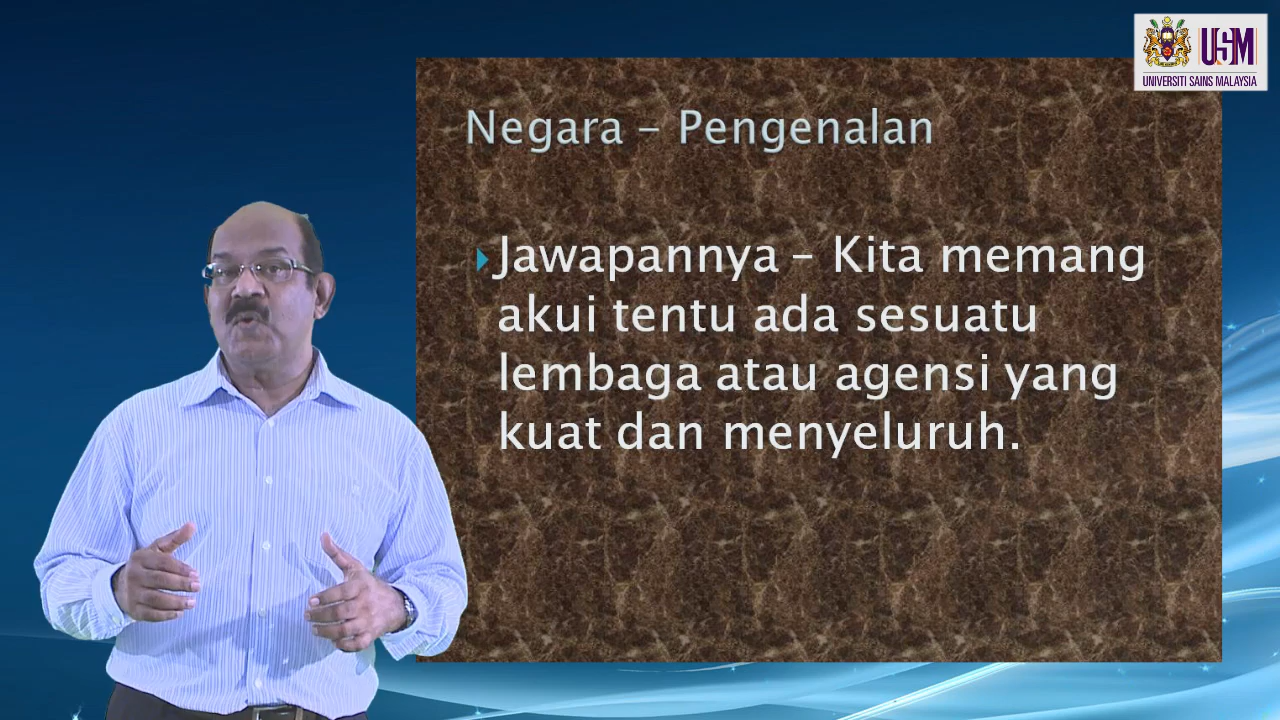 USM
UNIVERSITI SAINS MALAYSIA
Negara – Pengenalan
Jawapannya – Kita memang
akui tentu ada sesuatu
lembaga atau agensi yang
kuat dan menyeluruh.